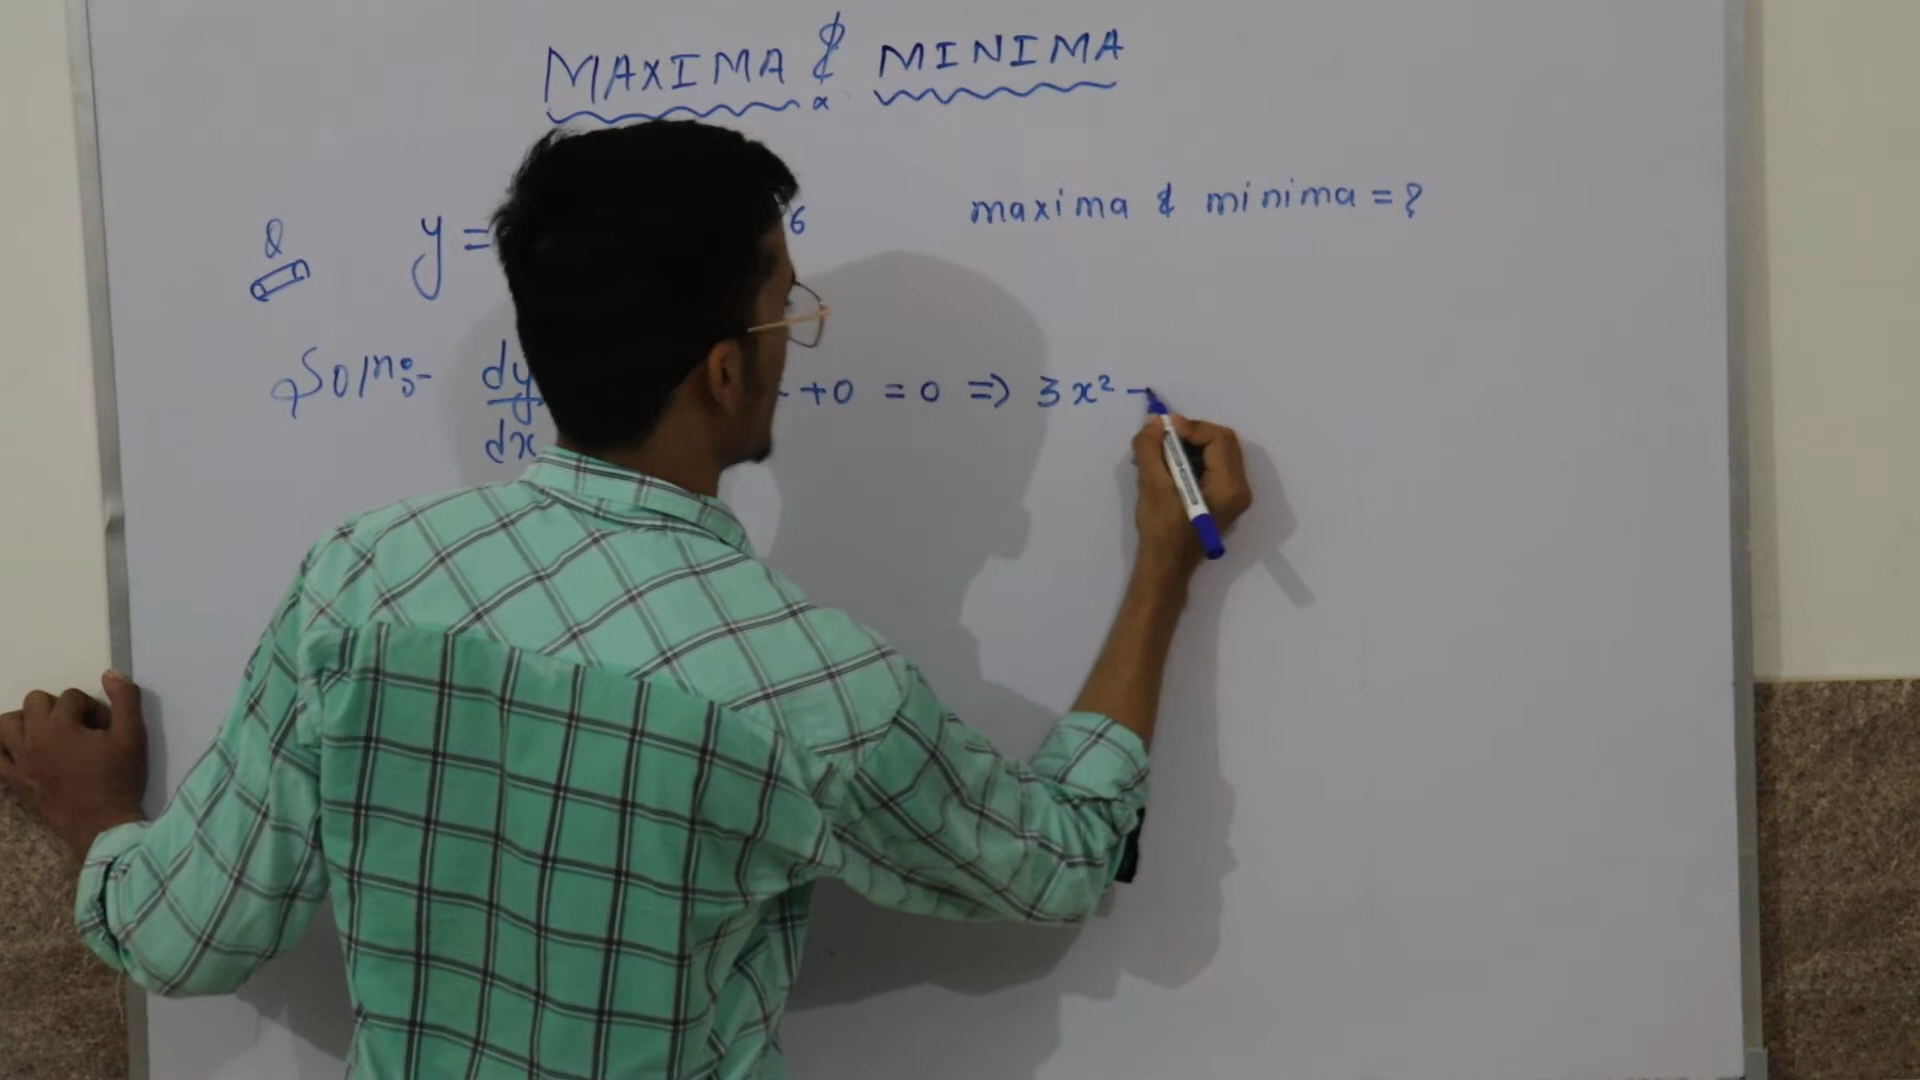 MAXIMA & MINIMA
Q y = 6 maxima & minima = ?
Soln:- dy +0 = 0 => 3x² -
dx